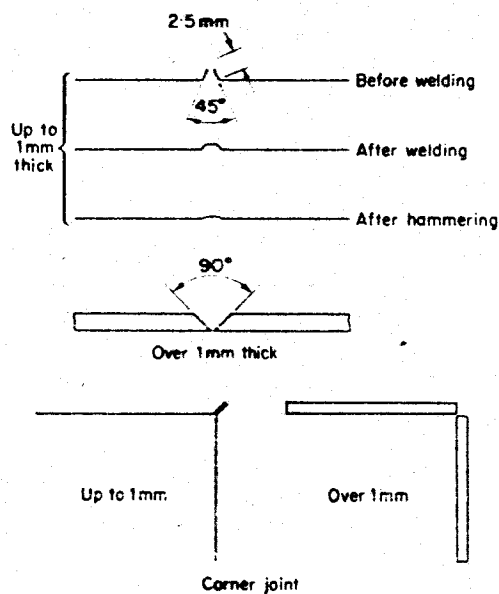 2·5mm
Before welding
45°
Up to
1mm
thick
After welding
After hammering
90°
Over 1mm thick
Up to 1mm
Over 1mm
Corner joint